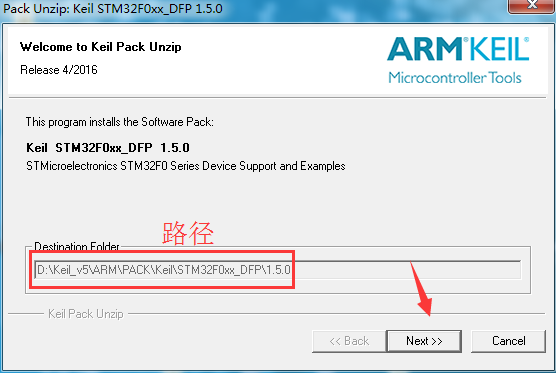 Pack Unzip: Keil STM32F0xx_DFP 1.5.0
Welcome to Keil Pack Unzip
Release 4/2016
ARM®KEIL
Microcontroller Tools
This program installs the Software Pack:
Keil STM32F0xx_DFP 1.5.0
STMicroelectronics STM32F0 Series Device Support and Examples
路径
Destination Folder
D:\Keil_v5\ARM\PACK\Keil\STM32F0xx_DFP\1.5.0
Keil Pack Unzip
<< Back
Next >>
Cancel